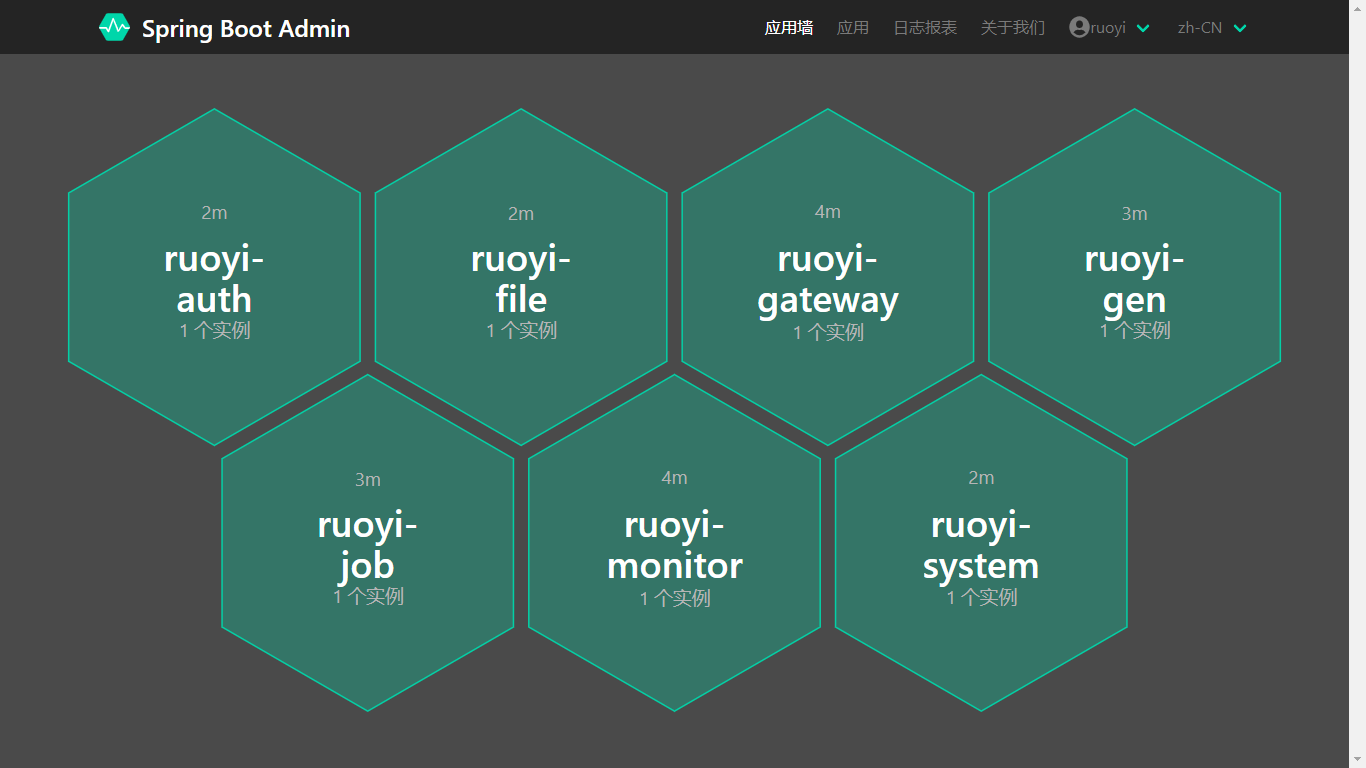 Spring Boot Admin
应用墙 应用 日志报表 关于我们 ruoyi zh-CN
2m
ruoyi-
auth
1 个实例
2m
ruoyi-
file
1 个实例
4m
ruoyi-
gateway
1 个实例
3m
ruoyi-
gen
1 个实例
3m
ruoyi-
job
1 个实例
4m
ruoyi-
monitor
1 个实例
2m
ruoyi-
system
1 个实例